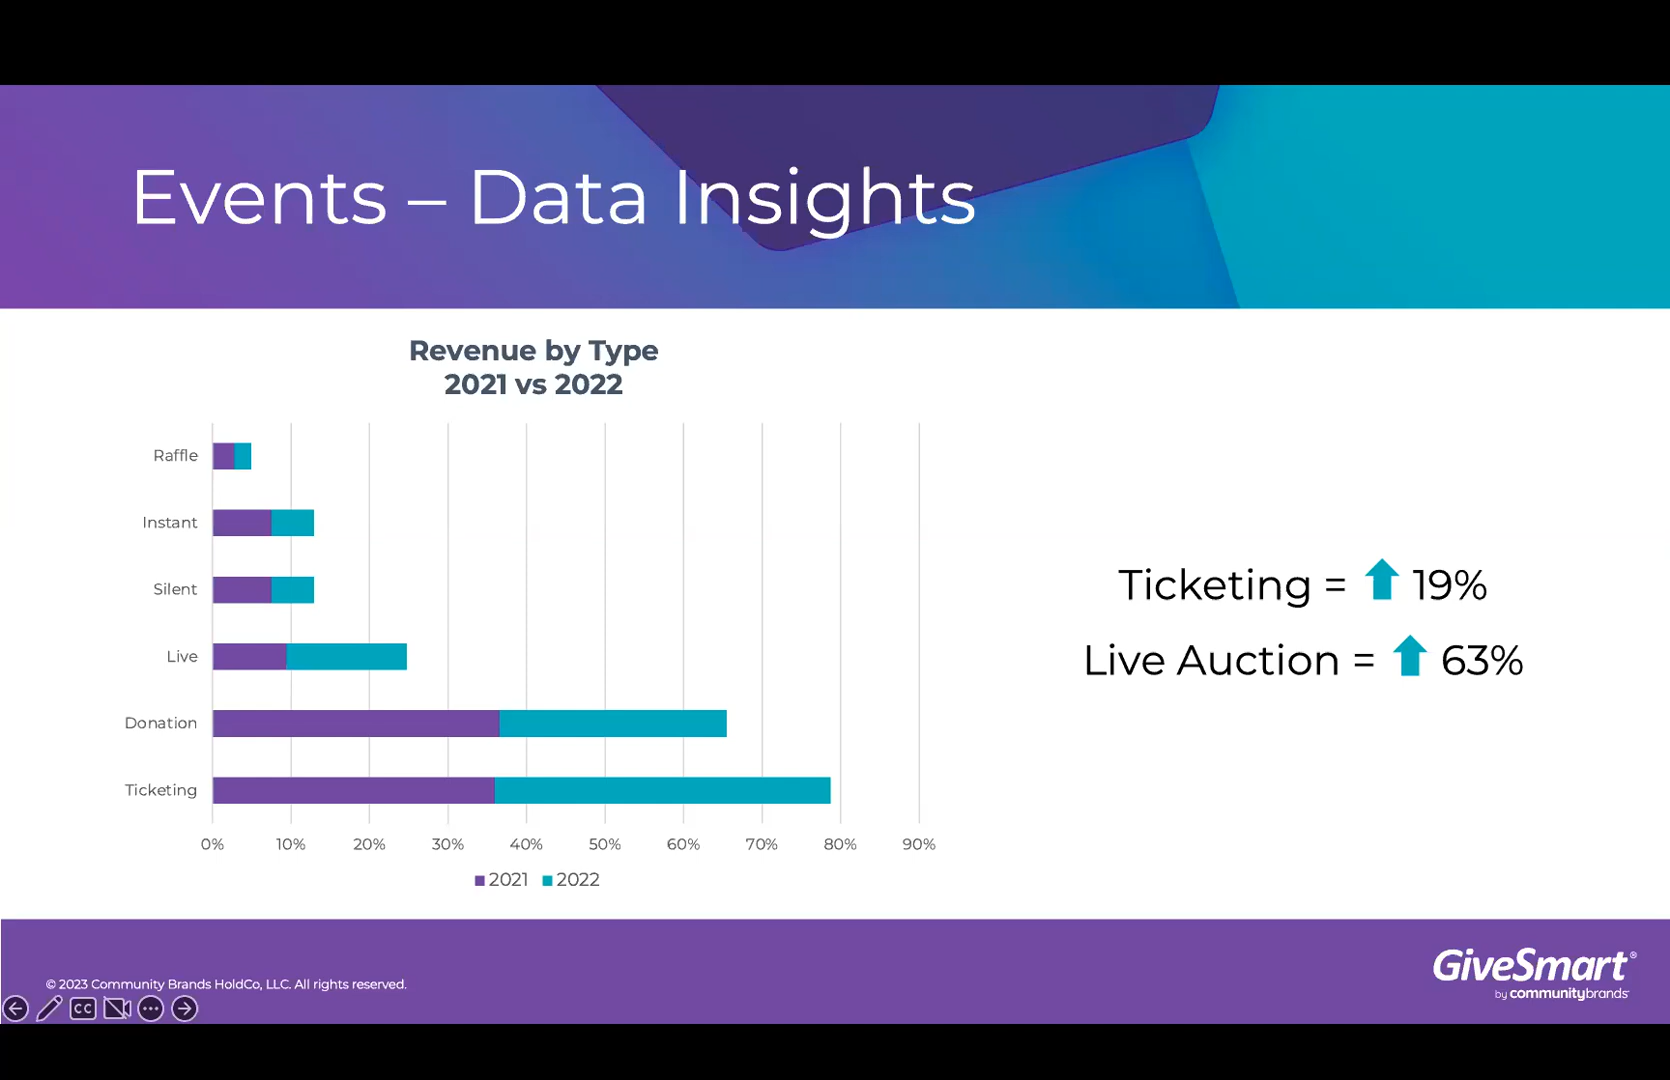 Events – Data Insights
Revenue by Type
2021 vs 2022
Raffle
Instant
Silent
Live
Donation
Ticketing
0% 10% 20% 30% 40% 50% 60% 70% 80% 90%
2021 2022
Ticketing = 19%
Live Auction = 63%
© 2023 Community Brands HoldCo, LLC. All rights reserved.
GiveSmart®
by communitybrands
CC